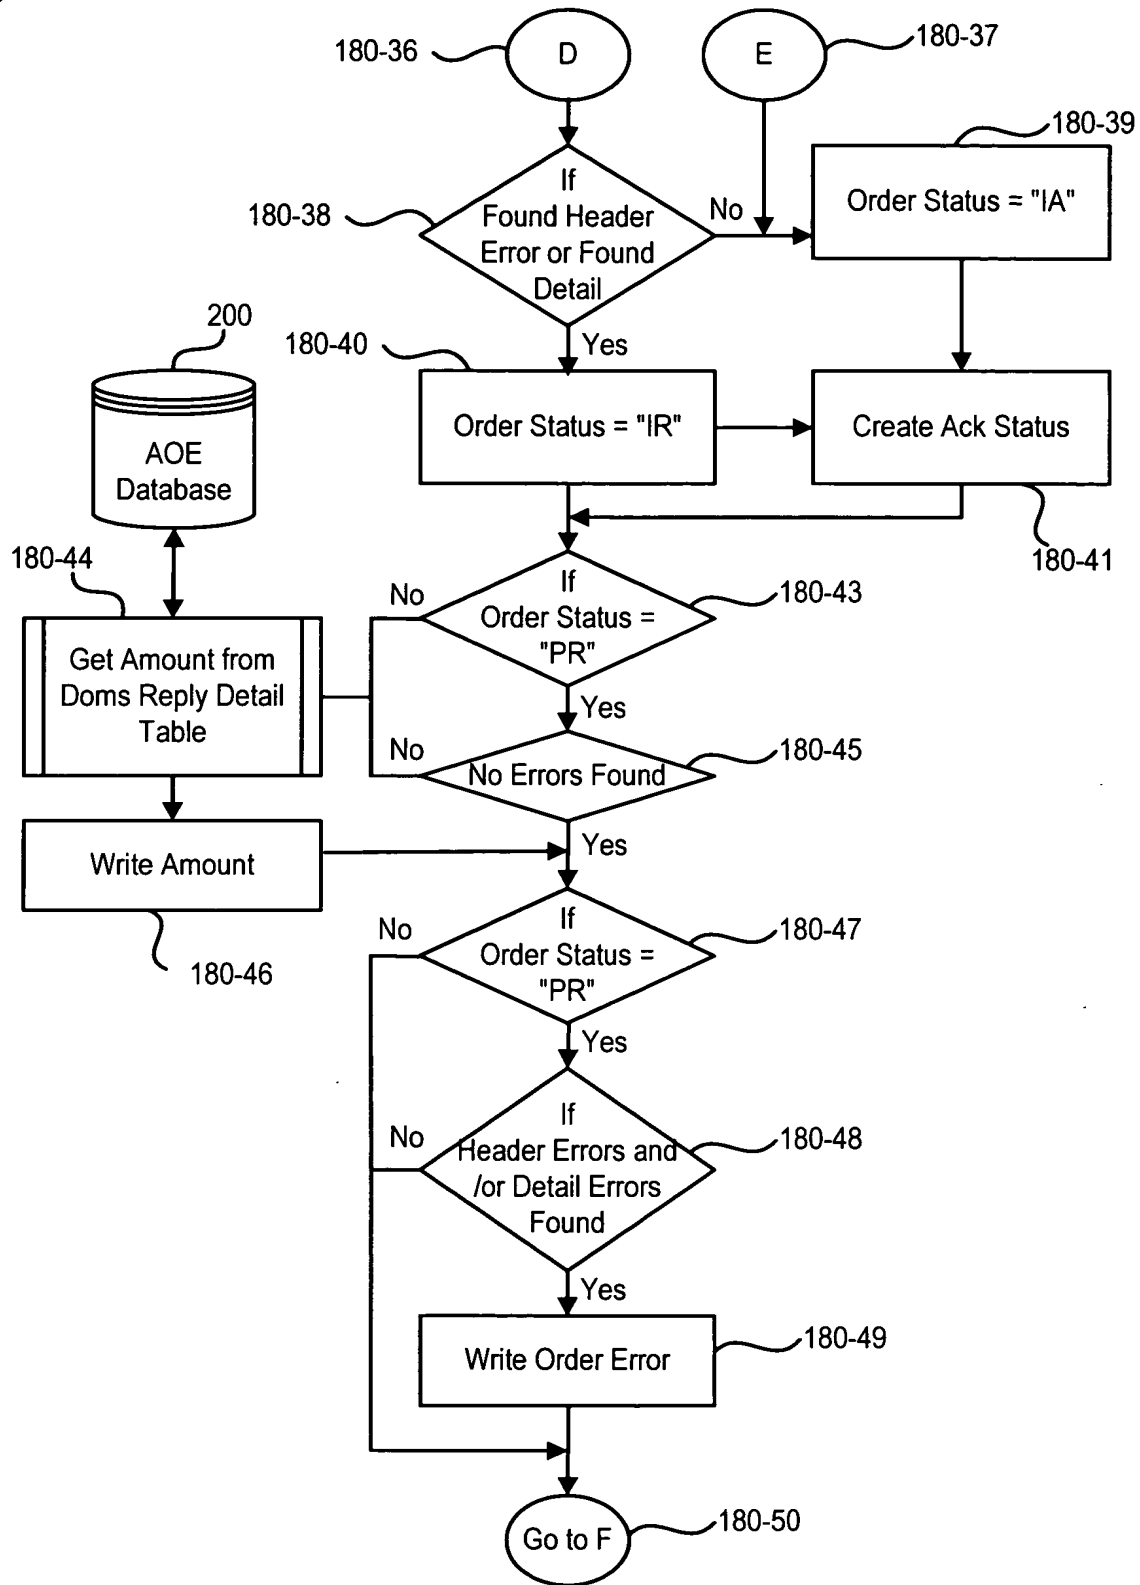 180-36
D
E
180-37
180-39
If
Found Header
Error or Found
Detail
180-38
No
Order Status = "IA"
200
180-40
Yes
AOE
Database
Order Status = "IR"
Create Ack Status
180-44
180-41
No
If
Order Status =
"PR"
180-43
Get Amount from
Doms Reply Detail
Table
Yes
No
No Errors Found
180-45
Write Amount
Yes
180-46
No
If
Order Status =
"PR"
180-47
Yes
No
If
Header Errors and
/or Detail Errors
Found
180-48
Yes
Write Order Error
180-49
Go to F
180-50